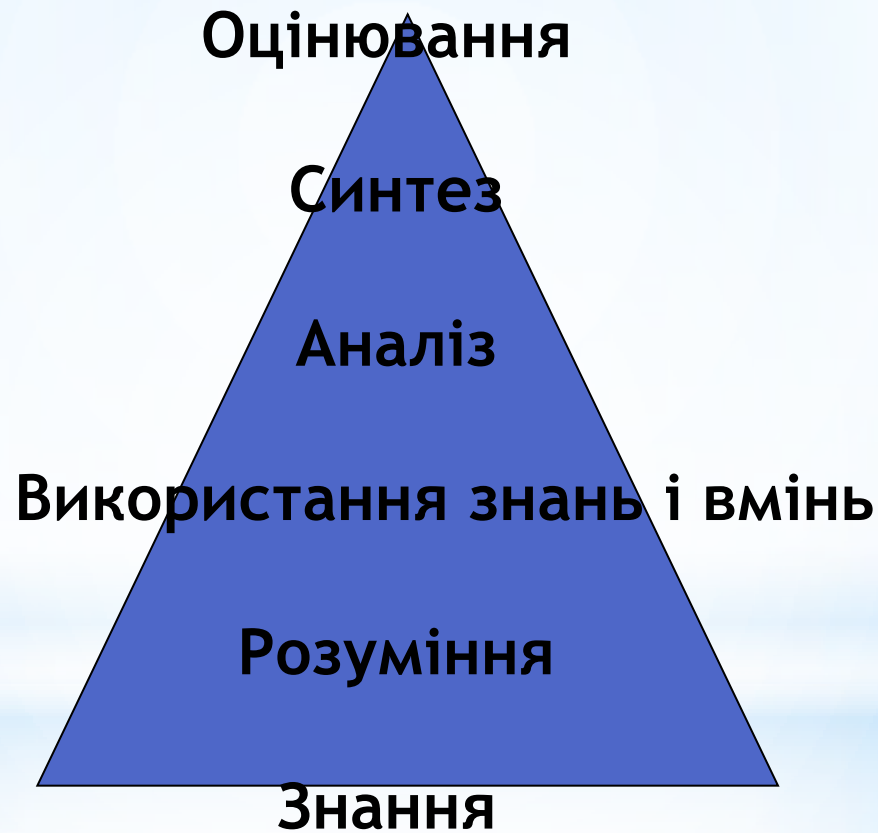 Оцінювання
Синтез
Аналіз
Використання знань і вмінь
Розуміння
Знання